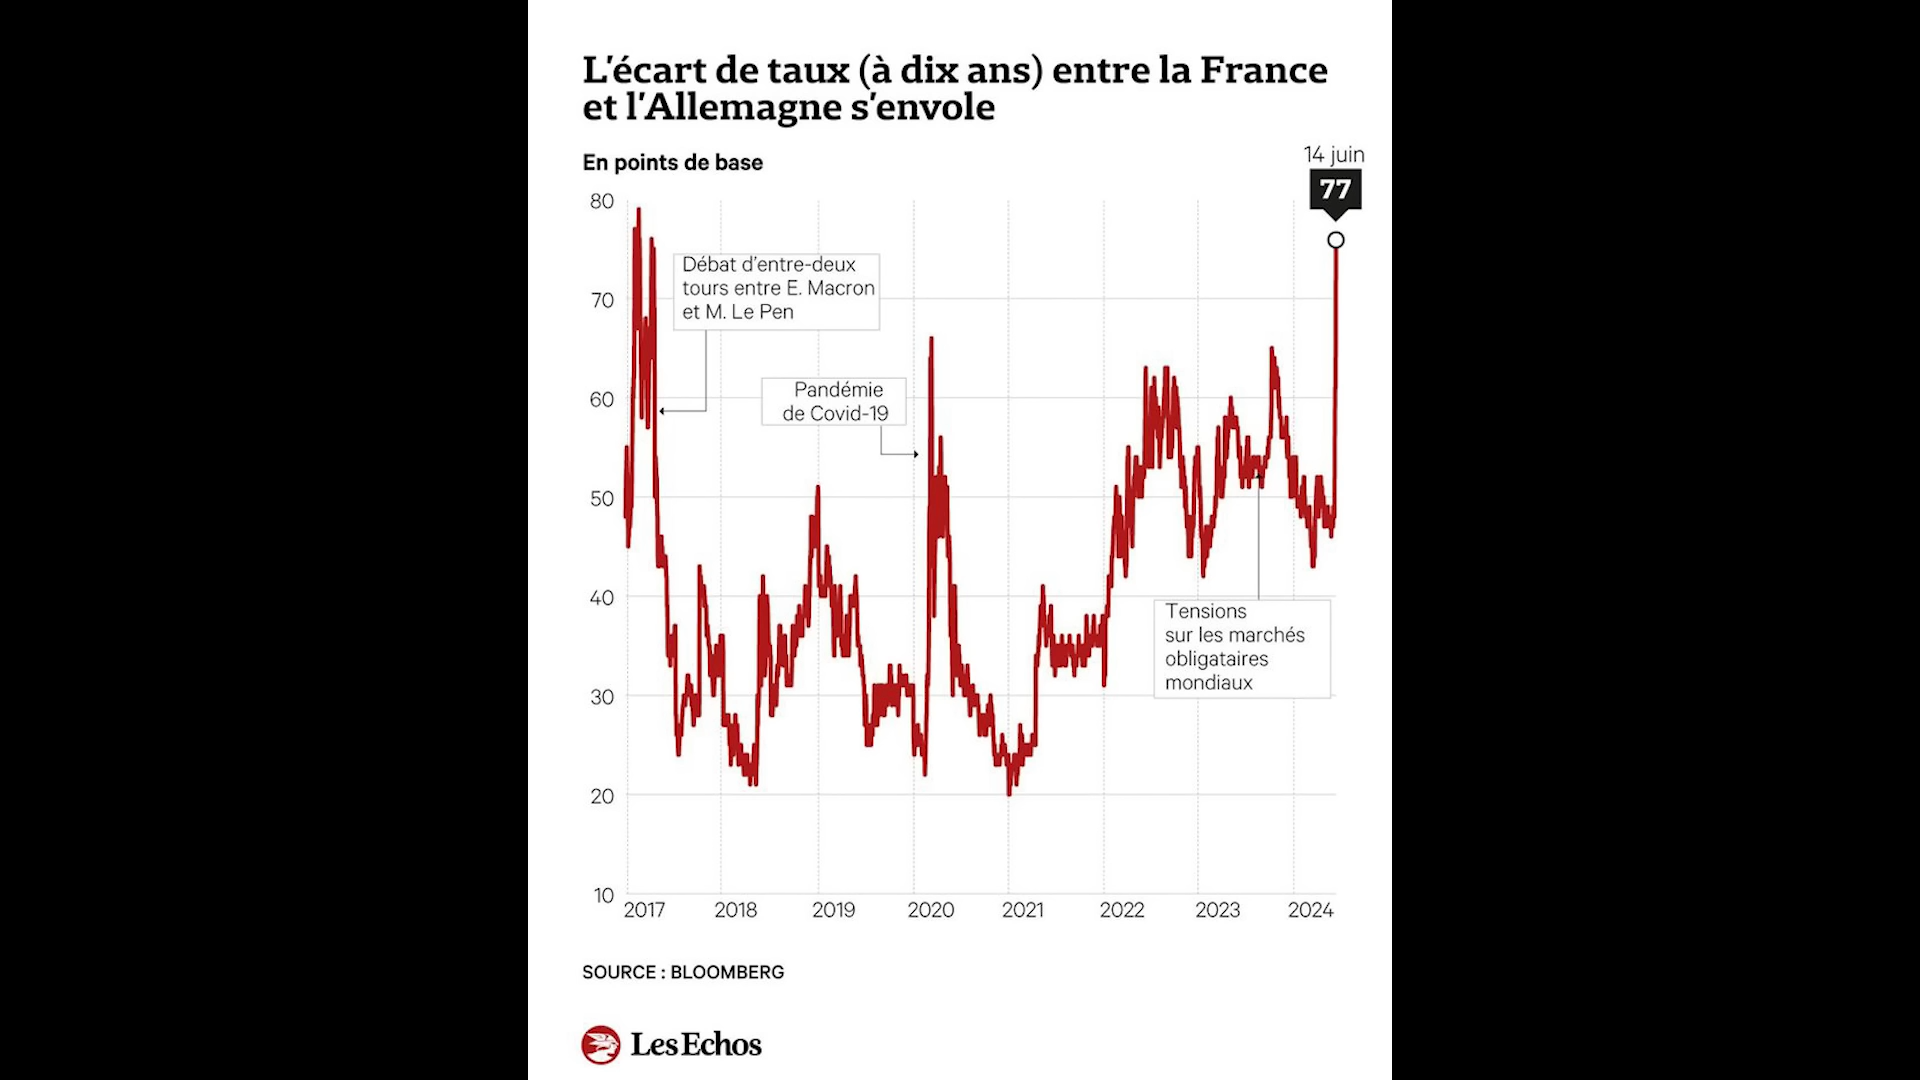 L'écart de taux (à dix ans) entre la France
et l'Allemagne s'envole
En points de base
14 juin
77
80
70
60
50
40
30
20
10
Débat d'entre-deux
tours entre E. Macron
et M. Le Pen
Pandémie
de Covid-19
Tensions
sur les marchés
obligataires
mondiaux
2017
2018
2019
2020
2021
2022
2023
2024
SOURCE : BLOOMBERG
Les Echos